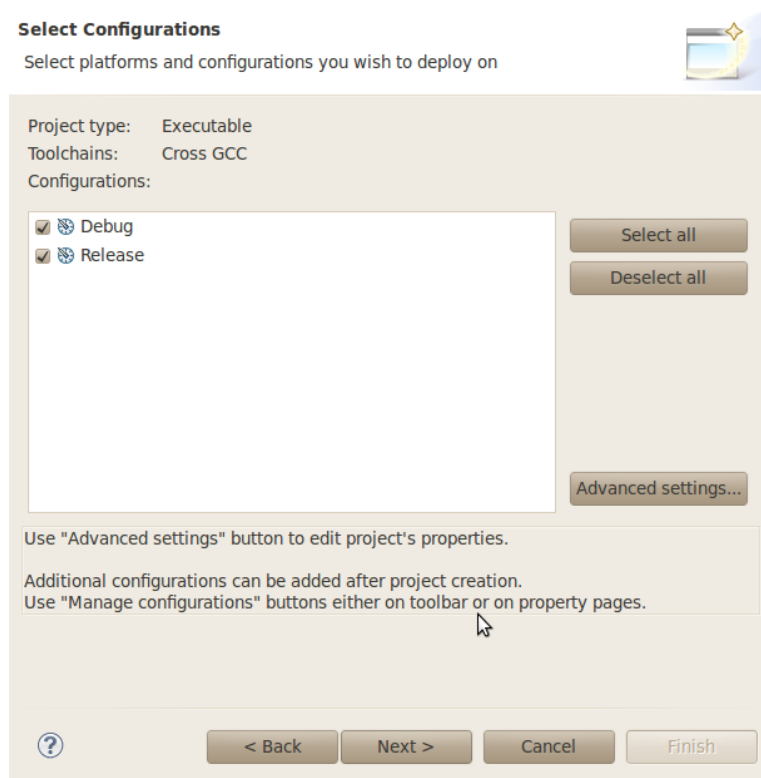 Select Configurations
Select platforms and configurations you wish to deploy on
Project type: Executable
Toolchains: Cross GCC
Configurations:
Debug
Release
Select all
Deselect all
Advanced settings...
Use "Advanced settings" button to edit project's properties.
Additional configurations can be added after project creation.
Use "Manage configurations" buttons either on toolbar or on property pages.
?
< Back
Next >
Cancel
Finish